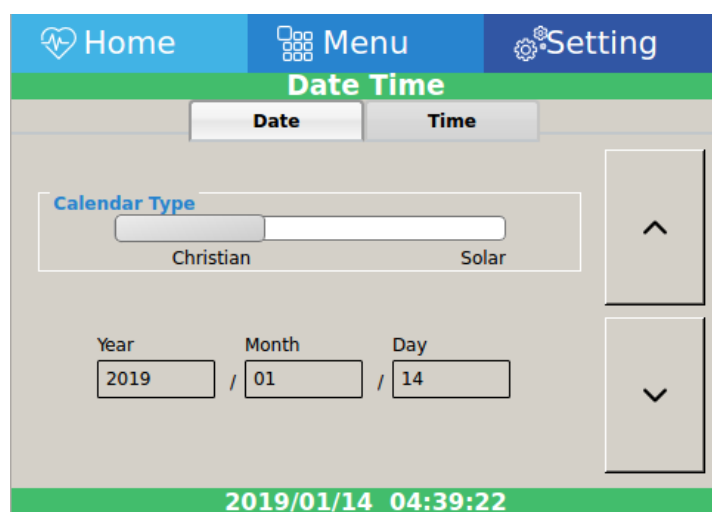 Home Menu Setting
Date Time
Date Time
Calendar Type
Christian Solar
Year Month Day
2019 / 01 / 14
2019/01/14 04:39:22